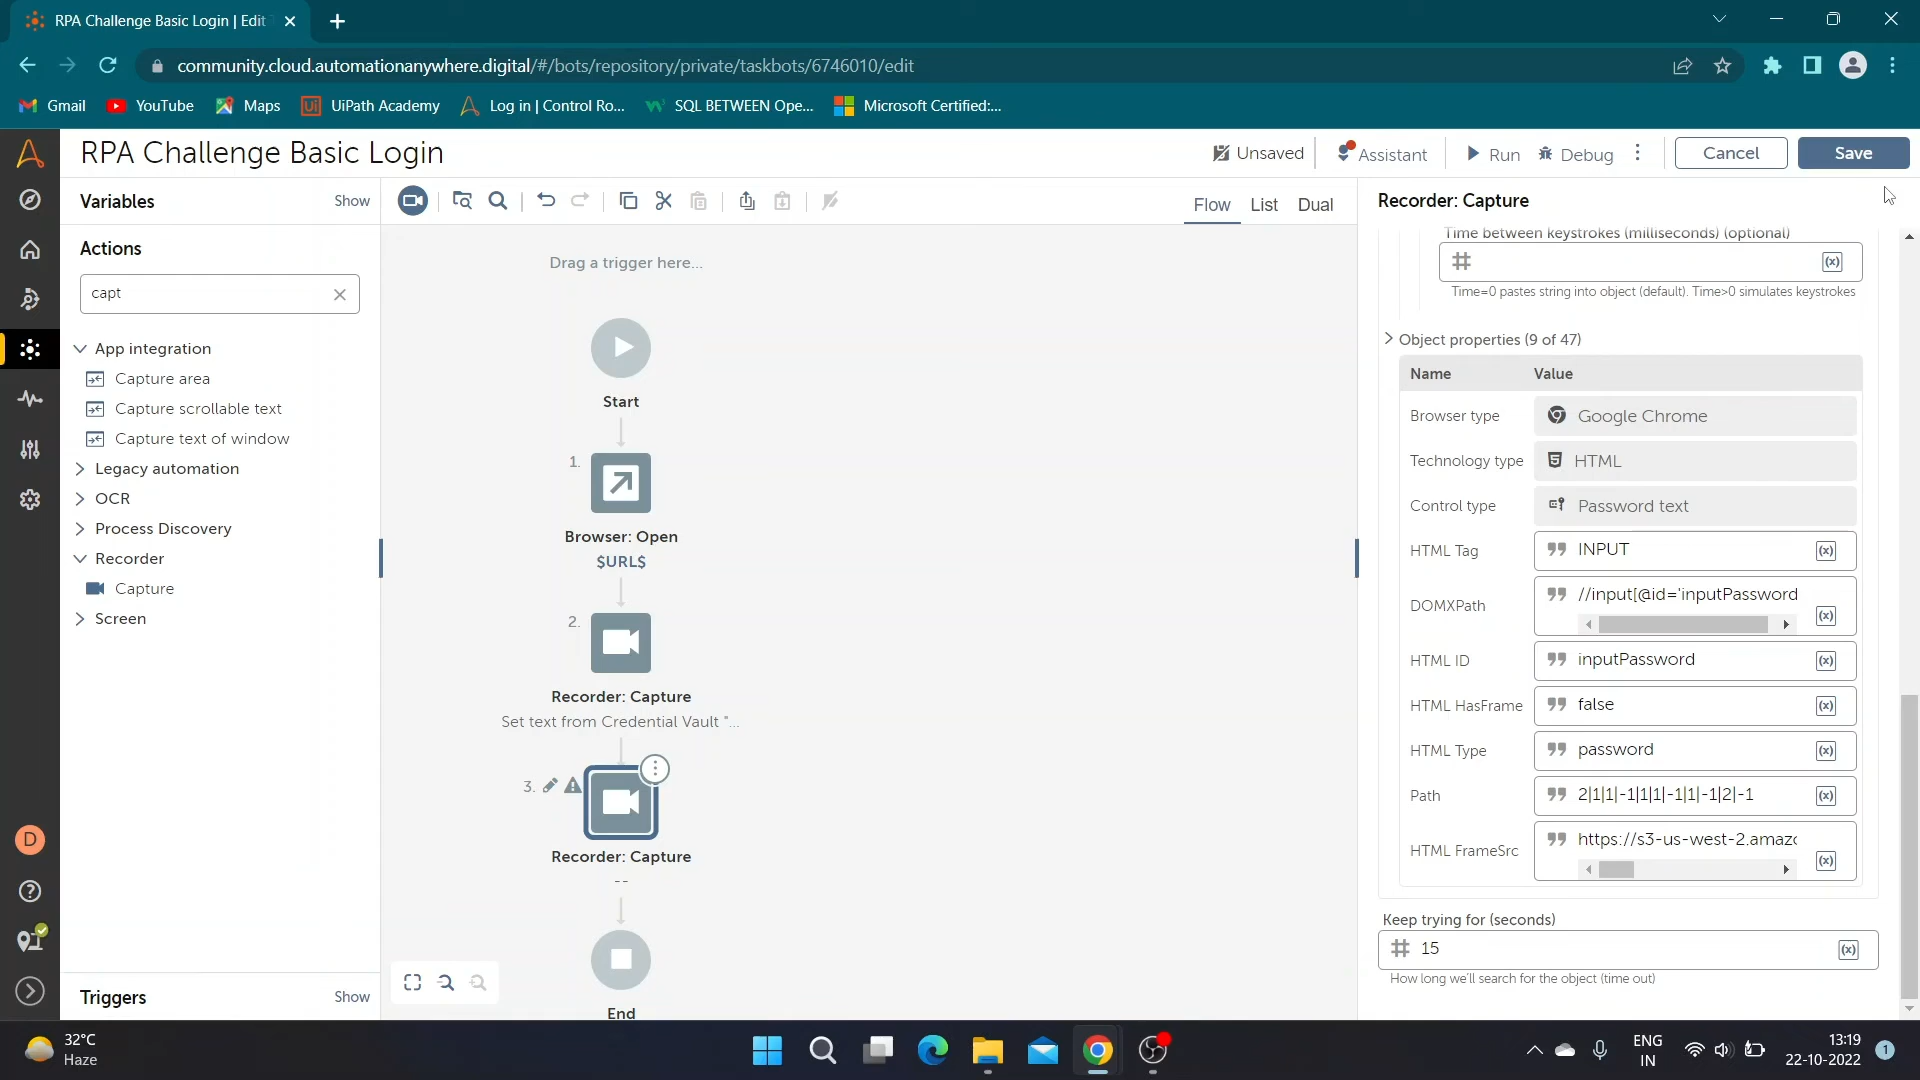 RPA Challenge Basic Login | Edit
community.cloud.automationanywhere.digital/#/bots/repository/private/taskbots/6746010/edit
Gmail YouTube Maps UiPath Academy Log in | Control Ro... SQL BETWEEN Ope... Microsoft Certified:...
RPA Challenge Basic Login Unsaved Assistant Run Debug Cancel Save
Variables Show Flow List Dual Recorder: Capture
Actions
capt
App integration
Capture area
Capture scrollable text
Capture text of window
Legacy automation
OCR
Process Discovery
Recorder
Capture
Screen
Triggers Show
Drag a trigger here...
Start
1.
Browser: Open
$URL$
2.
Recorder: Capture
Set text from Credential Vault "...
3.
Recorder: Capture
--
End
Time between keystrokes (milliseconds) (optional)
Time=0 pastes string into object (default). Time>0 simulates keystrokes
Object properties (9 of 47)
Name Value
Browser type Google Chrome
Technology type HTML
Control type Password text
HTML Tag INPUT
DOMXPath //input[@id='inputPassword
HTML ID inputPassword
HTML HasFrame false
HTML Type password
Path 2|1|1|-1|1|1|-1|1|-1|2|-1
HTML FrameSrc https://s3-us-west-2.amazo
Keep trying for (seconds)
15
How long we'll search for the object (time out)
D
32°C
Haze
ENG
IN
13:19
22-10-2022
1